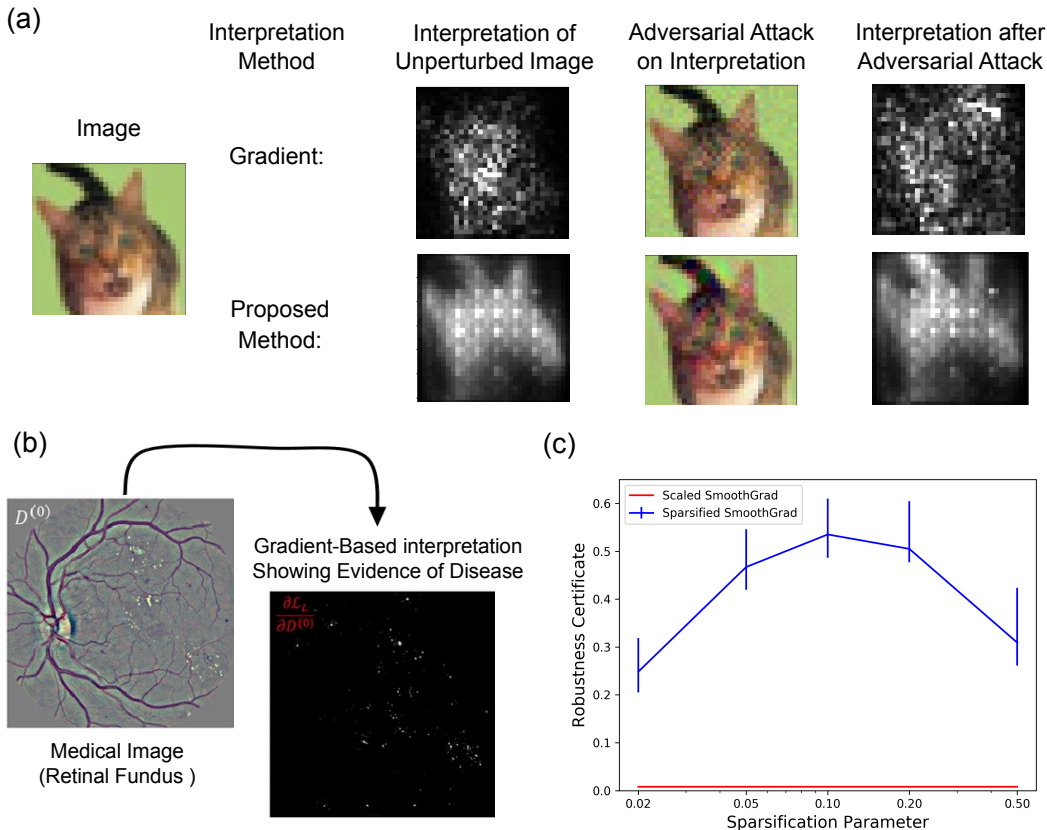 (a)
Interpretation
Method
Interpretation of
Unperturbed Image
Adversarial Attack
on Interpretation
Interpretation after
Adversarial Attack
Image
Gradient:
Proposed
Method:
(b)
D^{(0)}
Medical Image
(Retinal Fundus )
Gradient-Based interpretation
Showing Evidence of Disease
∂ℒ_L
∂D^{(0)}
(c)
Scaled SmoothGrad
Sparsified SmoothGrad
Robustness Certificate
0.6
0.5
0.4
0.3
0.2
0.1
0.0
0.02
0.05
0.10
0.20
0.50
Sparsification Parameter